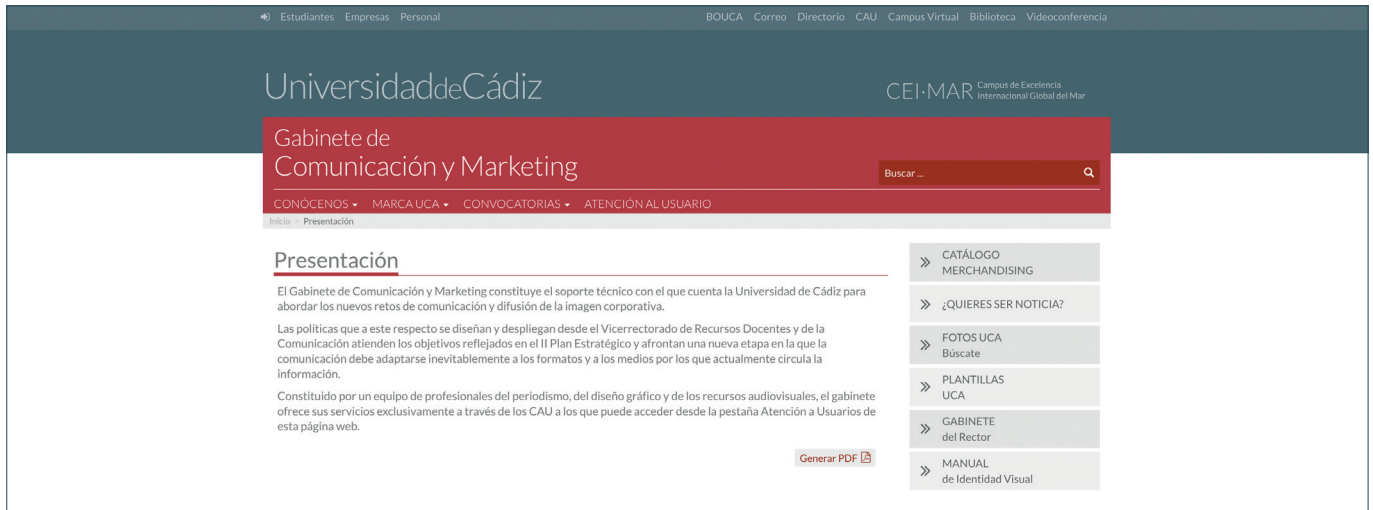 Estudiantes Empresas Personal
BOUCA Correo Directorio CAU Campus Virtual Biblioteca Videoconferencia
UniversidaddeCádiz
CEI·MAR Campus de Excelencia
Internacional Global del Mar
Gabinete de
Comunicación y Marketing
Buscar ...
CONÓCENOS MARCA UCA CONVOCATORIAS ATENCIÓN AL USUARIO
Inicio » Presentación
Presentación
El Gabinete de Comunicación y Marketing constituye el soporte técnico con el que cuenta la Universidad de Cádiz para
abordar los nuevos retos de comunicación y difusión de la imagen corporativa.
Las políticas que a este respecto se diseñan y despliegan desde el Vicerrectorado de Recursos Docentes y de la
Comunicación atienden los objetivos reflejados en el II Plan Estratégico y afrontan una nueva etapa en la que la
comunicación debe adaptarse inevitablemente a los formatos y a los medios por los que actualmente circula la
información.
Constituido por un equipo de profesionales del periodismo, del diseño gráfico y de los recursos audiovisuales, el gabinete
ofrece sus servicios exclusivamente a través de los CAU a los que puede acceder desde la pestaña Atención a Usuarios de
esta página web.
Generar PDF
CATÁLOGO
MERCHANDISING
¿QUIERES SER NOTICIA?
FOTOS UCA
Búscate
PLANTILLAS
UCA
GABINETE
del Rector
MANUAL
de Identidad Visual